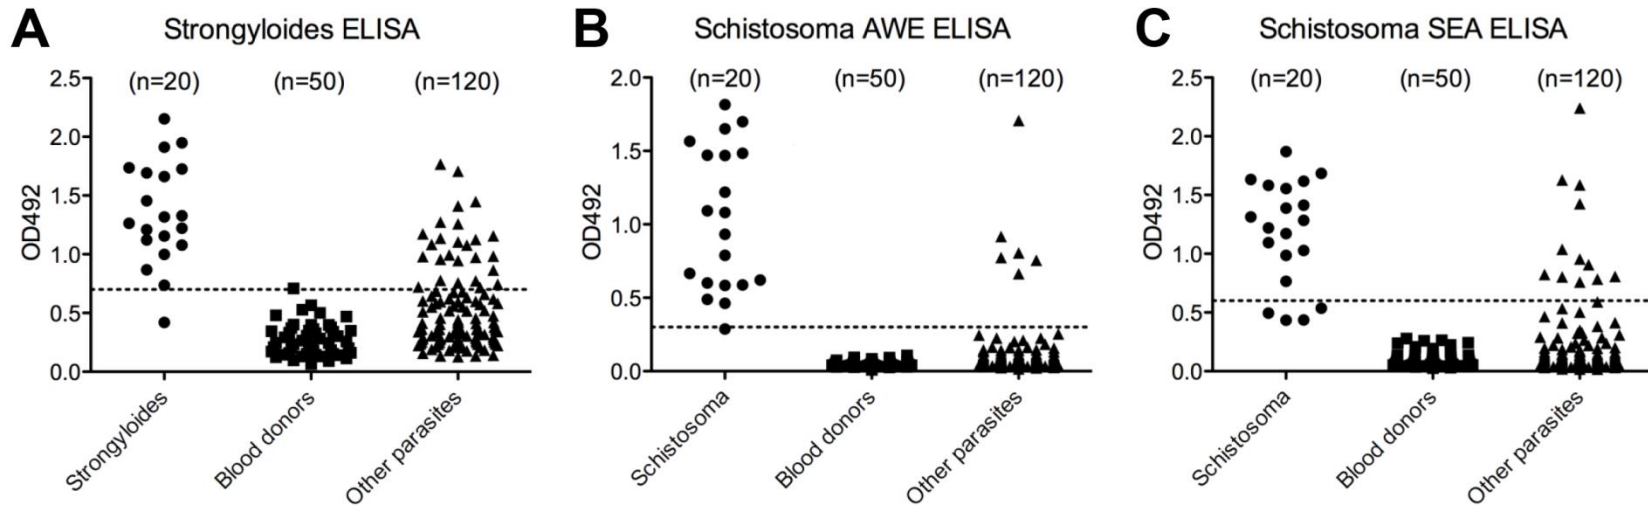 A
Strongyloides ELISA
(n=20)
(n=50)
(n=120)
2.5
2.0
1.5
1.0
0.5
0.0
OD492
Strongyloides
Blood donors
Other parasites
B
Schistosoma AWE ELISA
(n=20)
(n=50)
(n=120)
2.0
1.5
1.0
0.5
0.0
OD492
Schistosoma
Blood donors
Other parasites
C
Schistosoma SEA ELISA
(n=20)
(n=50)
(n=120)
2.5
2.0
1.5
1.0
0.5
0.0
OD492
Schistosoma
Blood donors
Other parasites